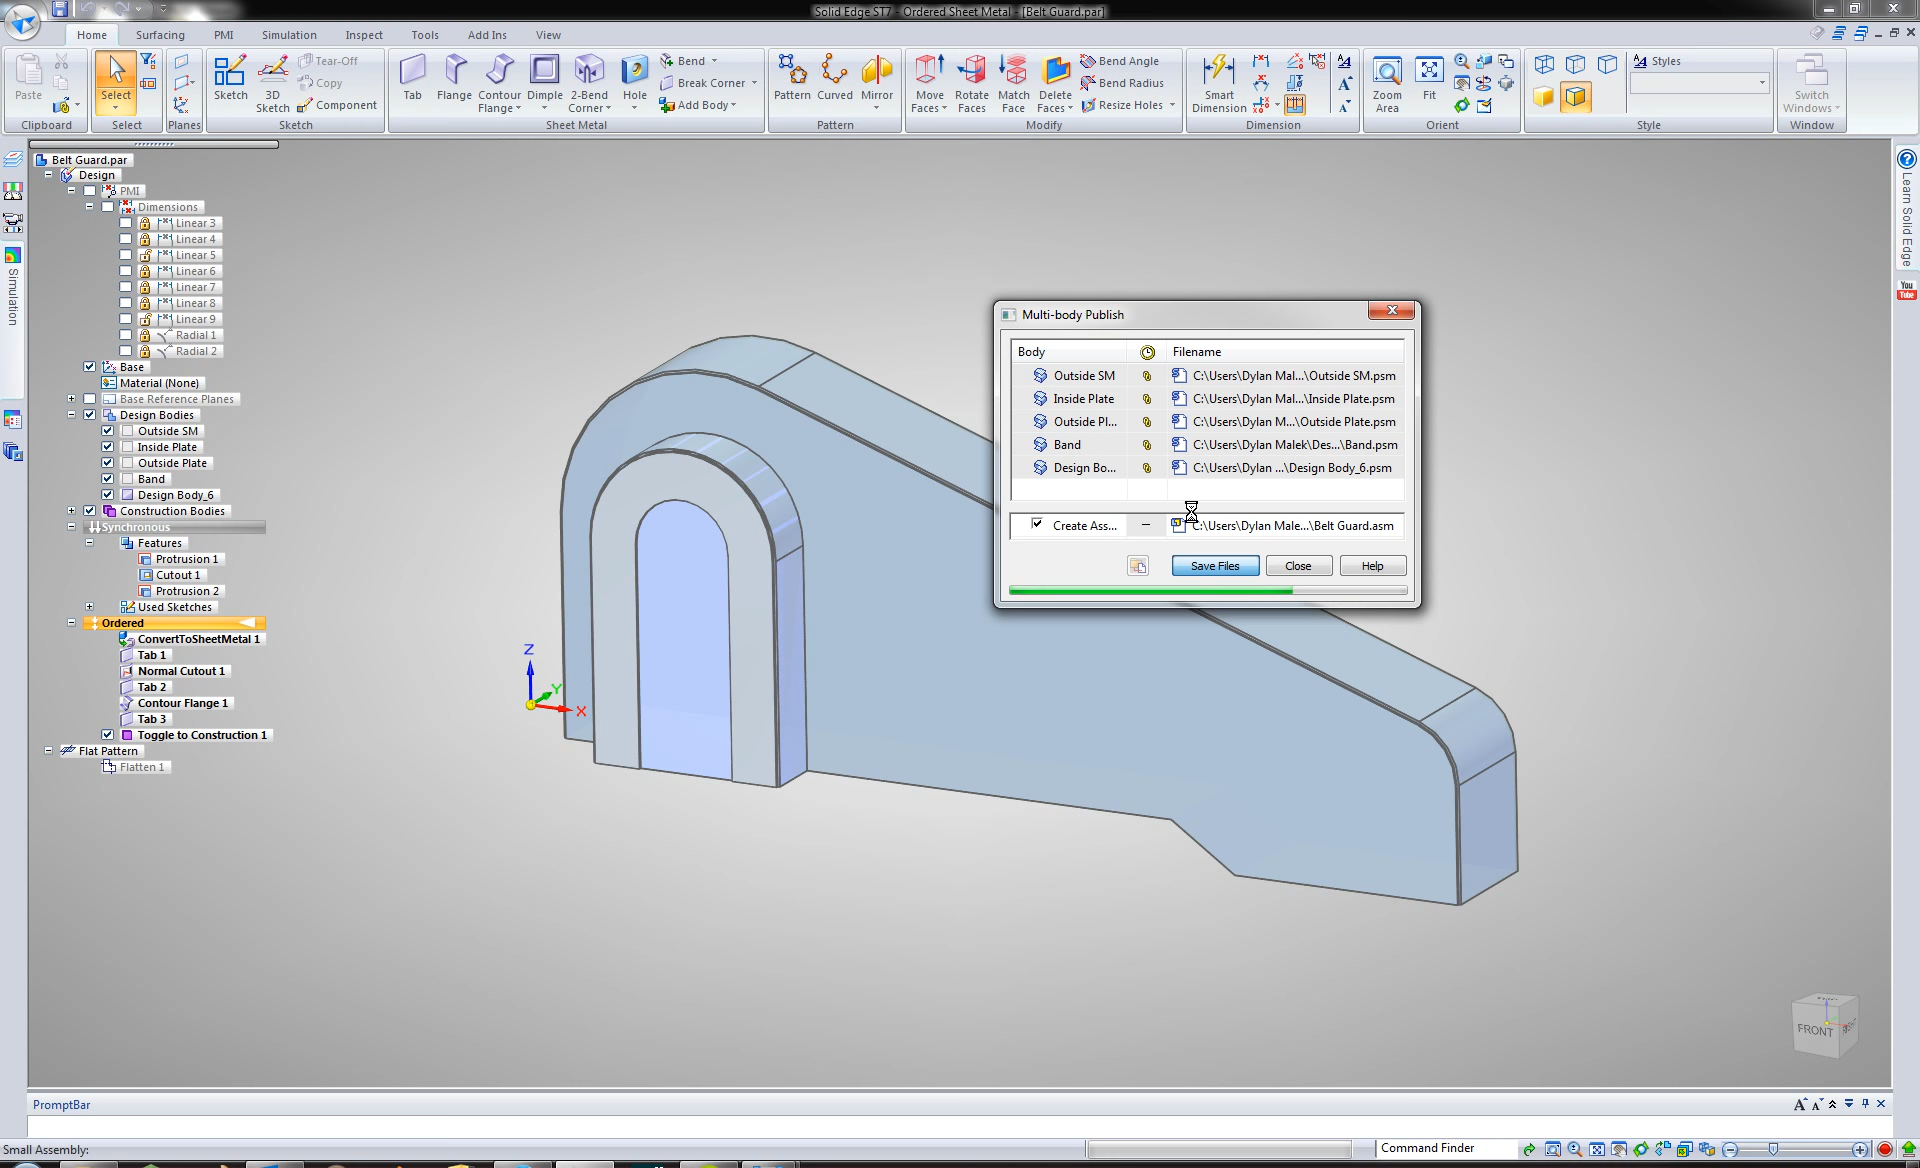 Solid Edge ST7 - Ordered Sheet Metal - [Belt Guard.par]
Home Surfacing PMI Simulation Inspect Tools Add Ins View
Paste
Clipboard
Select
Select
Planes
Sketch
3D Sketch
Tear-Off
Copy
Component
Sketch
Tab
Flange
Contour Flange
Dimple
2-Bend Corner
Hole
Bend
Break Corner
Add Body
Sheet Metal
Pattern
Curved
Mirror
Pattern
Move Faces
Rotate Faces
Match Face
Delete Faces
Bend Angle
Bend Radius
Resize Holes
Modify
Smart Dimension
Dimension
Zoom Area
Fit
Orient
Styles
Style
Switch Windows
Window
Belt Guard.par
Design
PMI
Dimensions
Linear 3
Linear 4
Linear 5
Linear 6
Linear 7
Linear 8
Linear 9
Radial 1
Radial 2
Base
Material (None)
Base Reference Planes
Design Bodies
Outside SM
Inside Plate
Outside Plate
Band
Design Body_6
Construction Bodies
Synchronous
Features
Protrusion 1
Cutout 1
Protrusion 2
Used Sketches
Ordered
ConvertToSheetMetal 1
Tab 1
Normal Cutout 1
Tab 2
Contour Flange 1
Tab 3
Toggle to Construction 1
Flat Pattern
Flatten 1
Simulation
Learn Solid Edge
You Tube
Multi-body Publish
Body Filename
Outside SM C:\Users\Dylan Mal...\Outside SM.psm
Inside Plate C:\Users\Dylan Mal...\Inside Plate.psm
Outside Pl... C:\Users\Dylan M...\Outside Plate.psm
Band C:\Users\Dylan Malek\Des...\Band.psm
Design Bo... C:\Users\Dylan ...\Design Body_6.psm
Create Ass... C:\Users\Dylan Male...\Belt Guard.asm
Save Files Close Help
Z
Y
X
FRONT
PromptBar
Small Assembly:
Command Finder